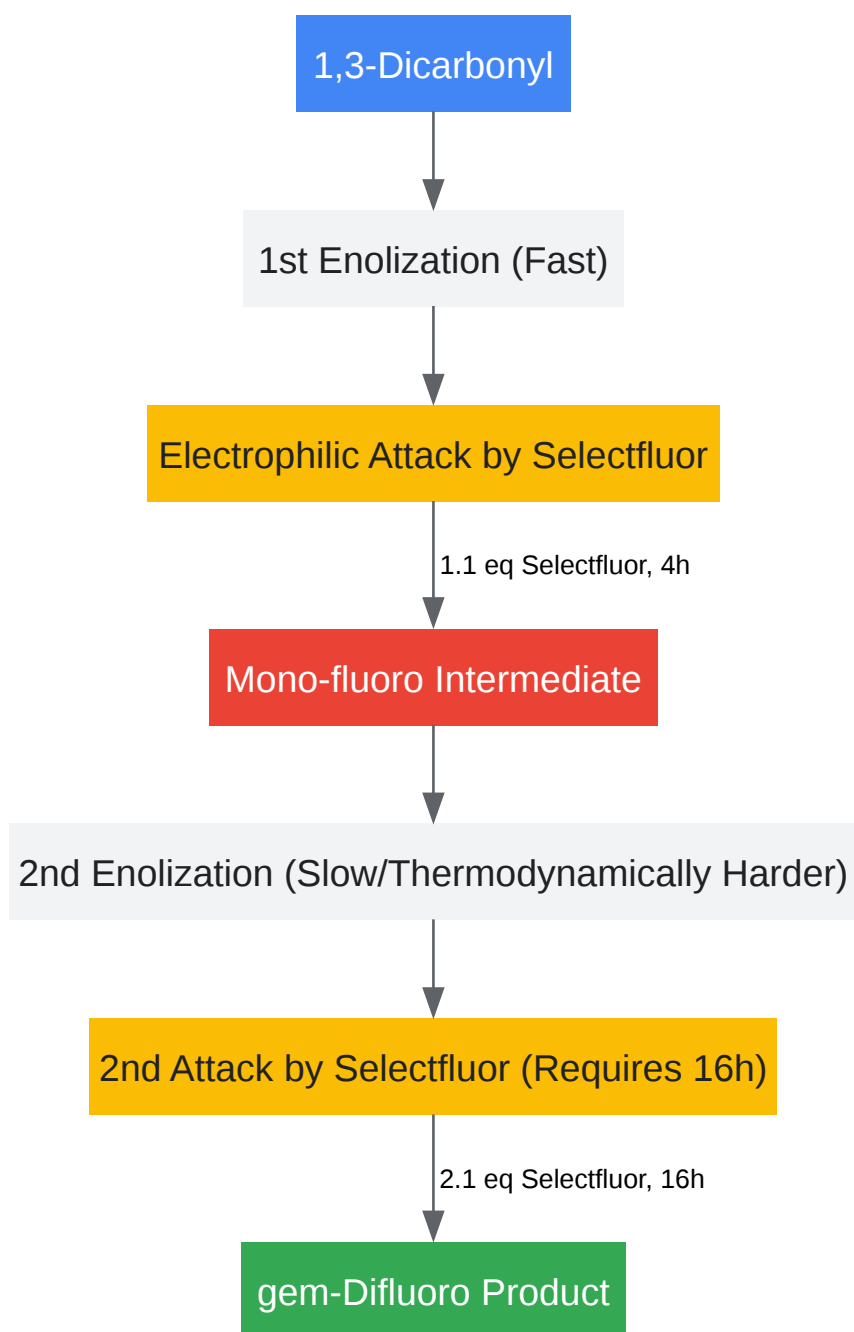 1,3-Dicarbonyl
1st Enolization (Fast)
Electrophilic Attack by Selectfluor
1.1 eq Selectfluor, 4h
Mono-fluoro Intermediate
2nd Enolization (Slow/Thermodynamically Harder)
2nd Attack by Selectfluor (Requires 16h)
2.1 eq Selectfluor, 16h
gem-Difluoro Product